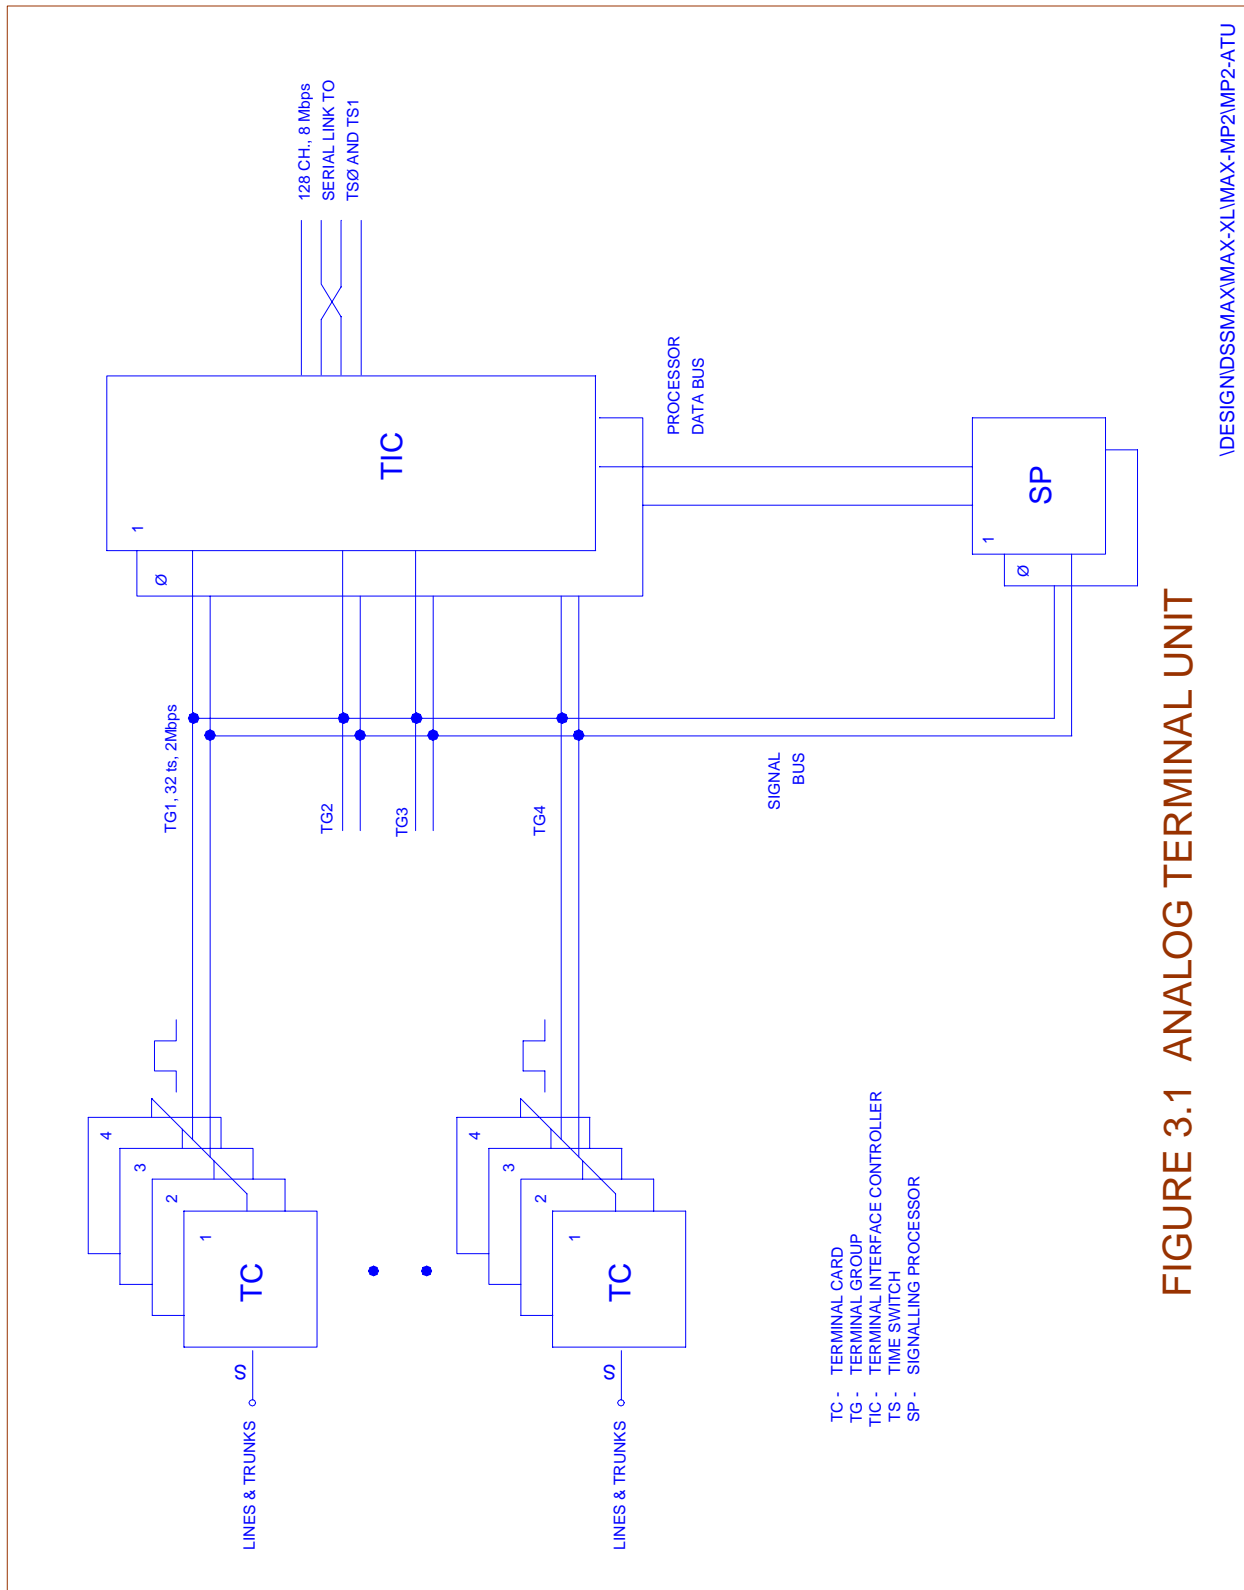 128 CH., 8 Mbps
SERIAL LINK TO
TSØ AND TS1
TIC
1
Ø
PROCESSOR
DATA BUS
SP
1
Ø
TG1, 32 ts, 2Mbps
TG2
TG3
TG4
SIGNAL
BUS
4
3
2
1
TC
S
LINES & TRUNKS
4
3
2
1
TC
S
LINES & TRUNKS
TC - TERMINAL CARD
TG - TERMINAL GROUP
TIC - TERMINAL INTERFACE CONTROLLER
TS - TIME SWITCH
SP - SIGNALLING PROCESSOR
FIGURE 3.1 ANALOG TERMINAL UNIT
\DESIGN\DSSMAX\MAX-XL\MAX-MP2\MP2-ATU